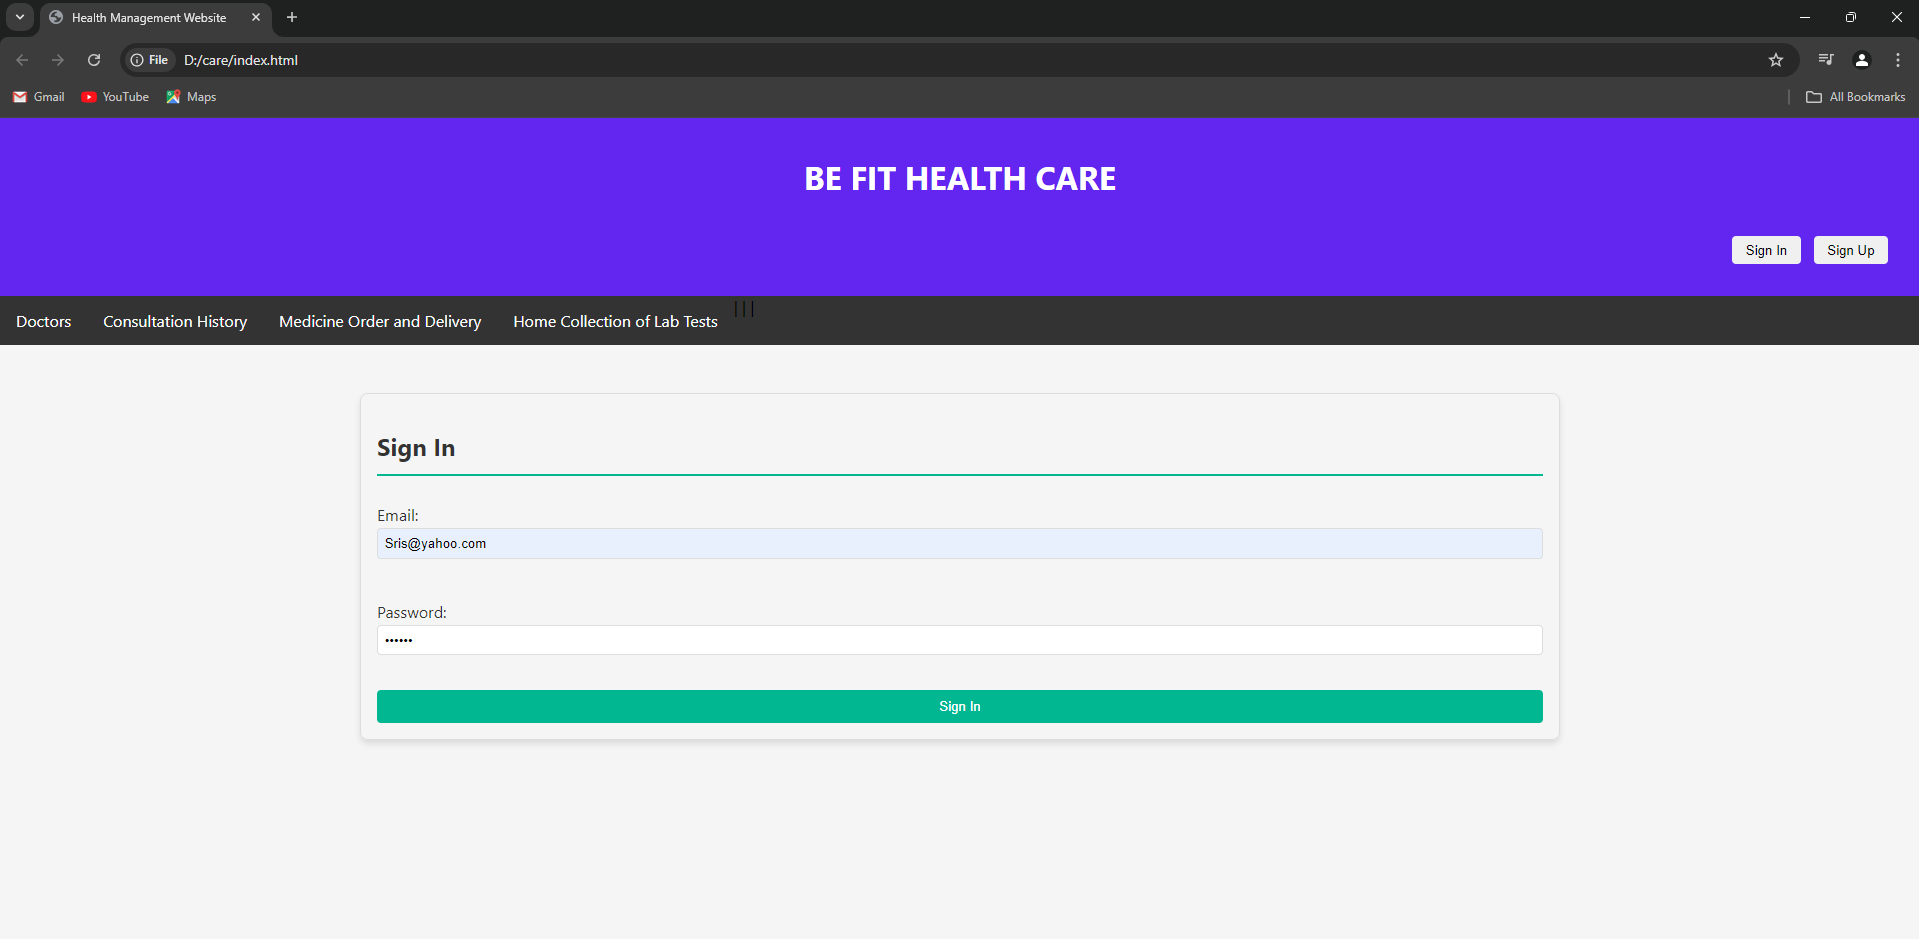 Health Management Website
File D:/care/index.html
Gmail YouTube Maps All Bookmarks
BE FIT HEALTH CARE
Sign In Sign Up
Doctors Consultation History Medicine Order and Delivery Home Collection of Lab Tests |||
Sign In
Email:
Sris@yahoo.com
Password:
••••••
Sign In